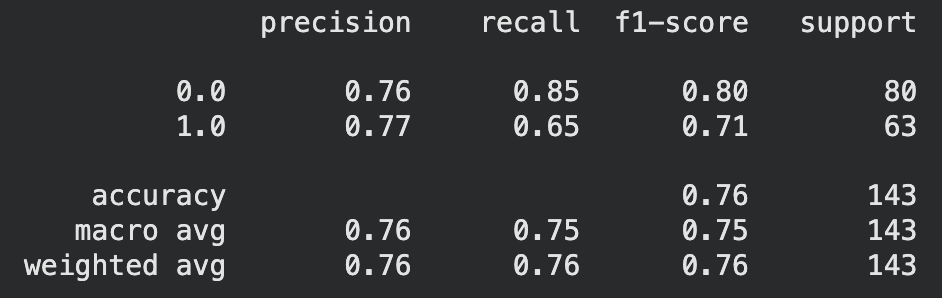 precision recall f1-score support
0.0 0.76 0.85 0.80 80
1.0 0.77 0.65 0.71 63
accuracy 0.76 143
macro avg 0.76 0.75 0.75 143
weighted avg 0.76 0.76 0.76 143